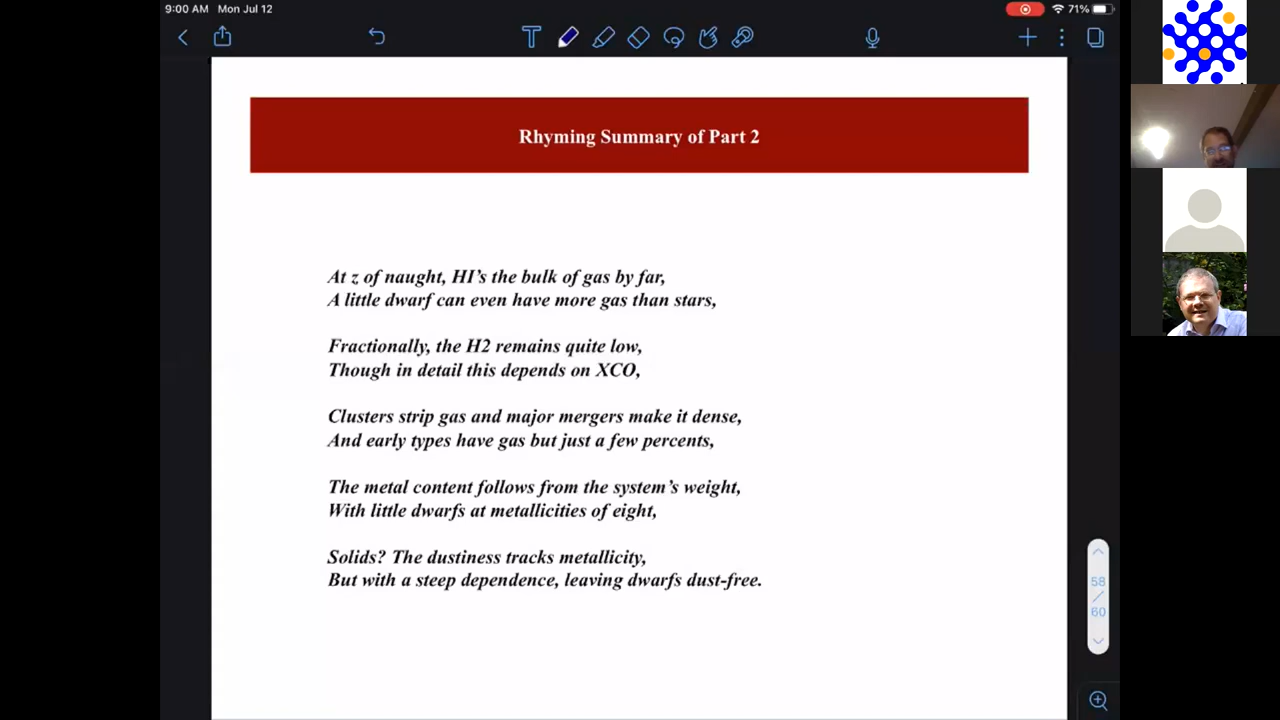 9:00 AM Mon Jul 12
71%
T
Rhyming Summary of Part 2
At z of naught, HI’s the bulk of gas by far,
A little dwarf can even have more gas than stars,
Fractionally, the H2 remains quite low,
Though in detail this depends on XCO,
Clusters strip gas and major mergers make it dense,
And early types have gas but just a few percents,
The metal content follows from the system’s weight,
With little dwarfs at metallicities of eight,
Solids? The dustiness tracks metallicity,
But with a steep dependence, leaving dwarfs dust-free.
58
/
60